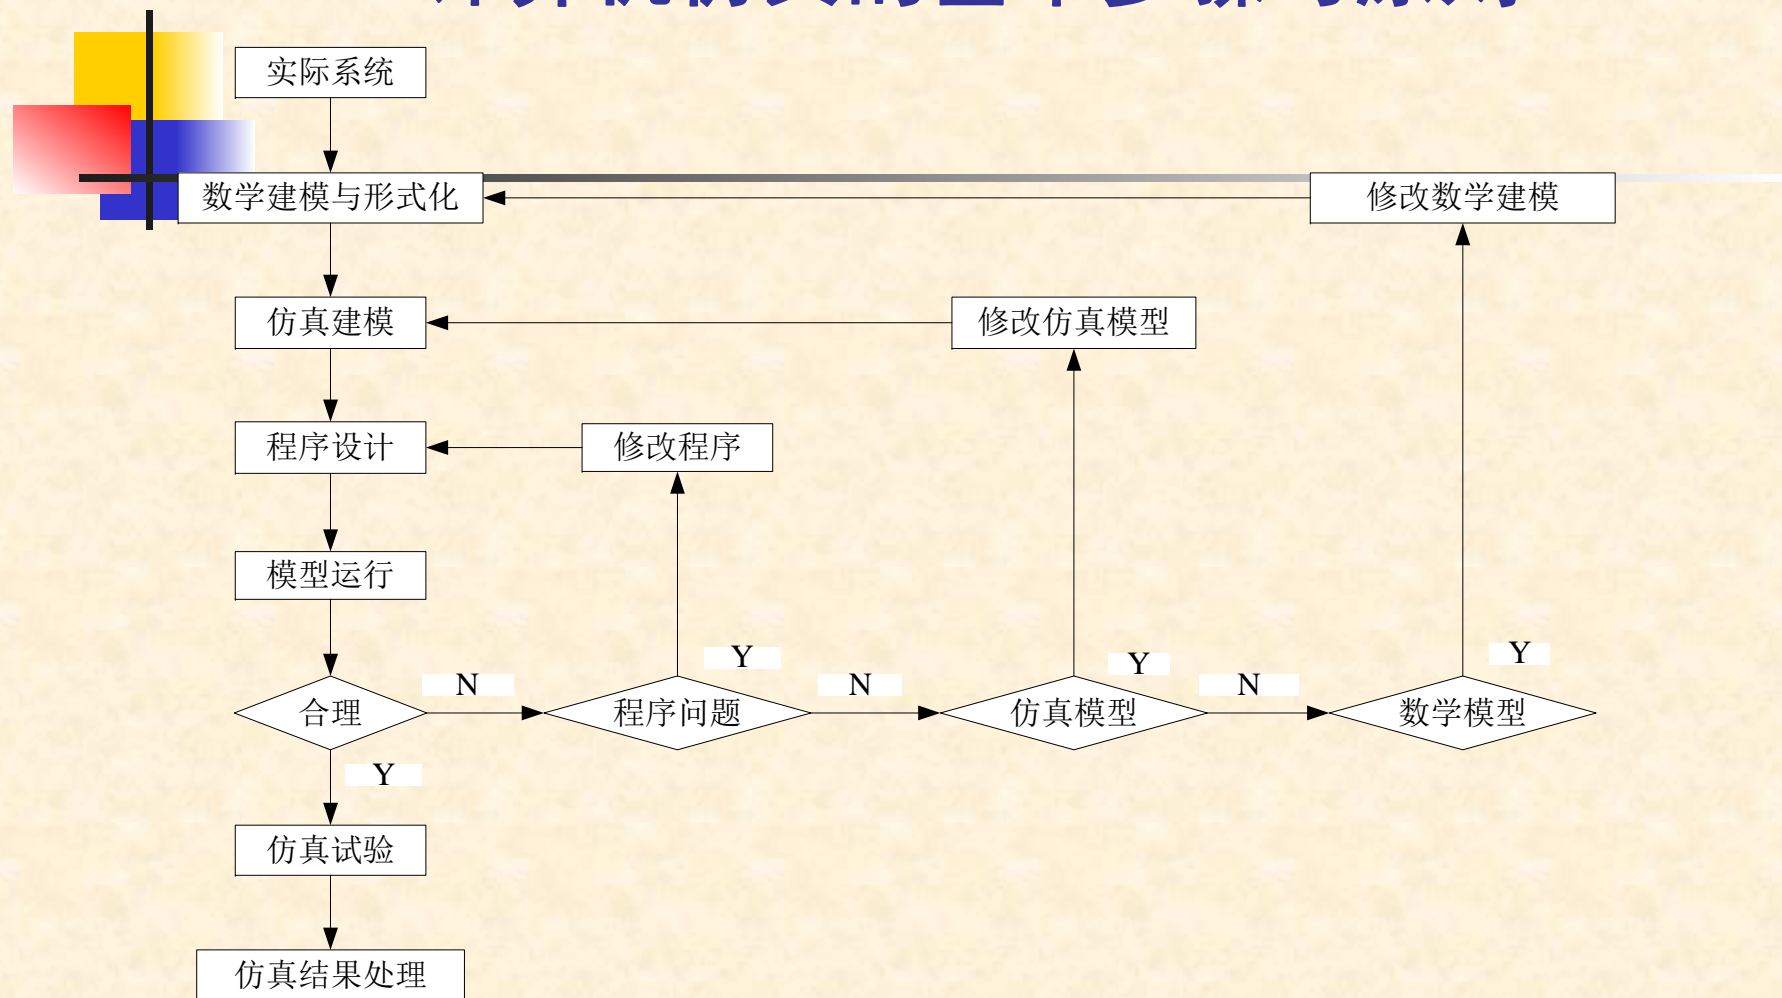 实际系统
数学建模与形式化
修改数学建模
仿真建模
修改仿真模型
程序设计
修改程序
模型运行
Y
Y
Y
N
N
N
合理
程序问题
仿真模型
数学模型
Y
仿真试验
仿真结果处理